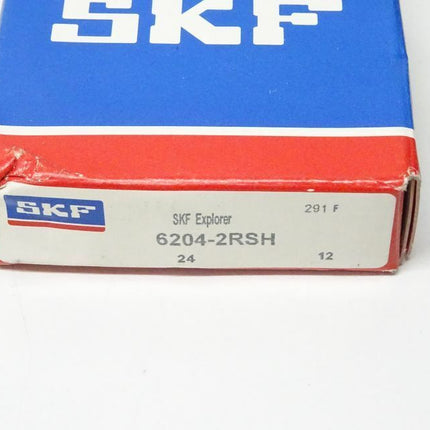 SKF
SKF
SKF Explorer
291 F
6204-2RSH
24
12